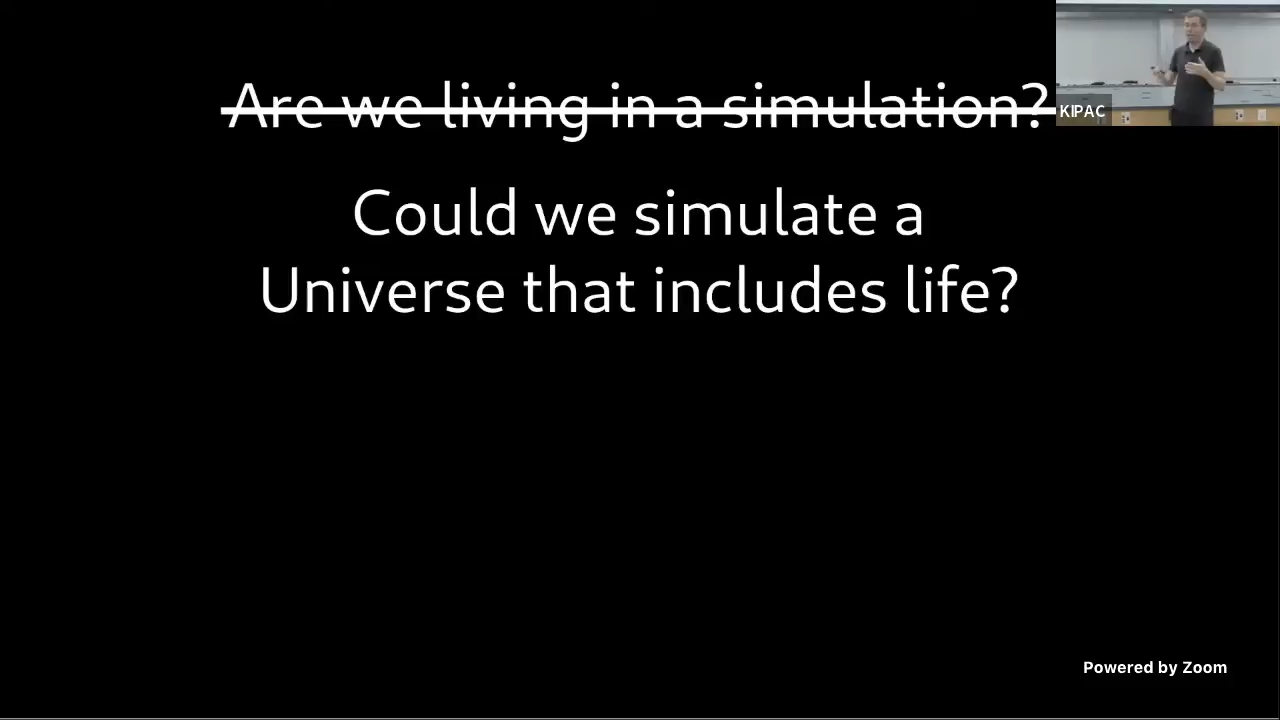 Are we living in a simulation?
KIPAC
Could we simulate a
Universe that includes life?
Powered by Zoom